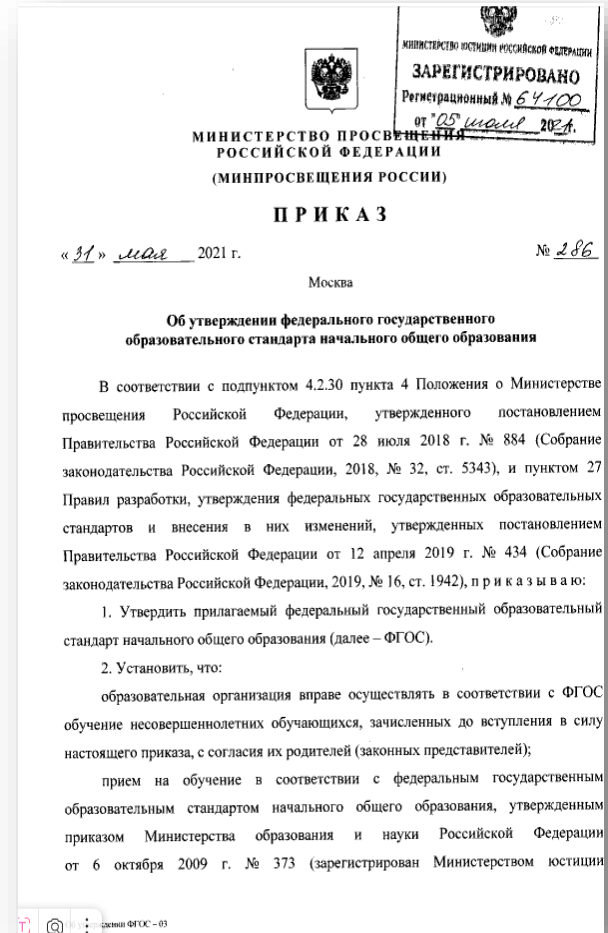 МИНИСТЕРСТВО ЮСТИЦИИ РОССИЙСКОЙ ФЕДЕРАЦИИ
ЗАРЕГИСТРИРОВАНО
Регистрационный № 64100
от "05" июля 2021г.
МИНИСТЕРСТВО ПРОСВЕЩЕНИЯ
РОССИЙСКОЙ ФЕДЕРАЦИИ
(МИНПРОСВЕЩЕНИЯ РОССИИ)
ПРИКАЗ
« 31 » мая 2021 г.
№ 286
Москва
Об утверждении федерального государственного
образовательного стандарта начального общего образования
В соответствии с подпунктом 4.2.30 пункта 4 Положения о Министерстве
просвещения Российской Федерации, утвержденного постановлением
Правительства Российской Федерации от 28 июля 2018 г. № 884 (Собрание
законодательства Российской Федерации, 2018, № 32, ст. 5343), и пунктом 27
Правил разработки, утверждения федеральных государственных образовательных
стандартов и внесения в них изменений, утвержденных постановлением
Правительства Российской Федерации от 12 апреля 2019 г. № 434 (Собрание
законодательства Российской Федерации, 2019, № 16, ст. 1942), п р и к а з ы в а ю:
1. Утвердить прилагаемый федеральный государственный образовательный
стандарт начального общего образования (далее – ФГОС).
2. Установить, что:
образовательная организация вправе осуществлять в соответствии с ФГОС
обучение несовершеннолетних обучающихся, зачисленных до вступления в силу
настоящего приказа, с согласия их родителей (законных представителей);
прием на обучение в соответствии с федеральным государственным
образовательным стандартом начального общего образования, утвержденным
приказом Министерства образования и науки Российской Федерации
от 6 октября 2009 г. № 373 (зарегистрирован Министерством юстиции
ФГОС – 03